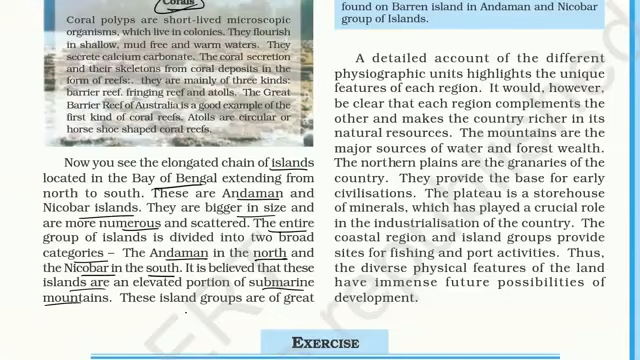 Corals
Coral polyps are short-lived microscopic
organisms, which live in colonies. They flourish
in shallow, mud free and warm waters. They
secrete calcium carbonate. The coral secretion
and their skeletons from coral deposits in the
form of reefs: they are mainly of three kinds:
barrier reef, fringing reef and atolls. The Great
Barrier Reef of Australia is a good example of the
first kind of coral reefs. Atolls are circular or
horse shoe shaped coral reefs.
Now you see the elongated chain of islands
located in the Bay of Bengal extending from
north to south. These are Andaman and
Nicobar islands. They are bigger in size and
are more numerous and scattered. The entire
group of islands is divided into two broad
categories – The Andaman in the north and
the Nicobar in the south. It is believed that these
islands are an elevated portion of submarine
mountains. These island groups are of great
found on Barren island in Andaman and Nicobar
group of Islands.
A detailed account of the different
physiographic units highlights the unique
features of each region. It would, however,
be clear that each region complements the
other and makes the country richer in its
natural resources. The mountains are the
major sources of water and forest wealth.
The northern plains are the granaries of the
country. They provide the base for early
civilisations. The plateau is a storehouse
of minerals, which has played a crucial role
in the industrialisation of the country. The
coastal region and island groups provide
sites for fishing and port activities. Thus,
the diverse physical features of the land
have immense future possibilities of
development.
EXERCISE